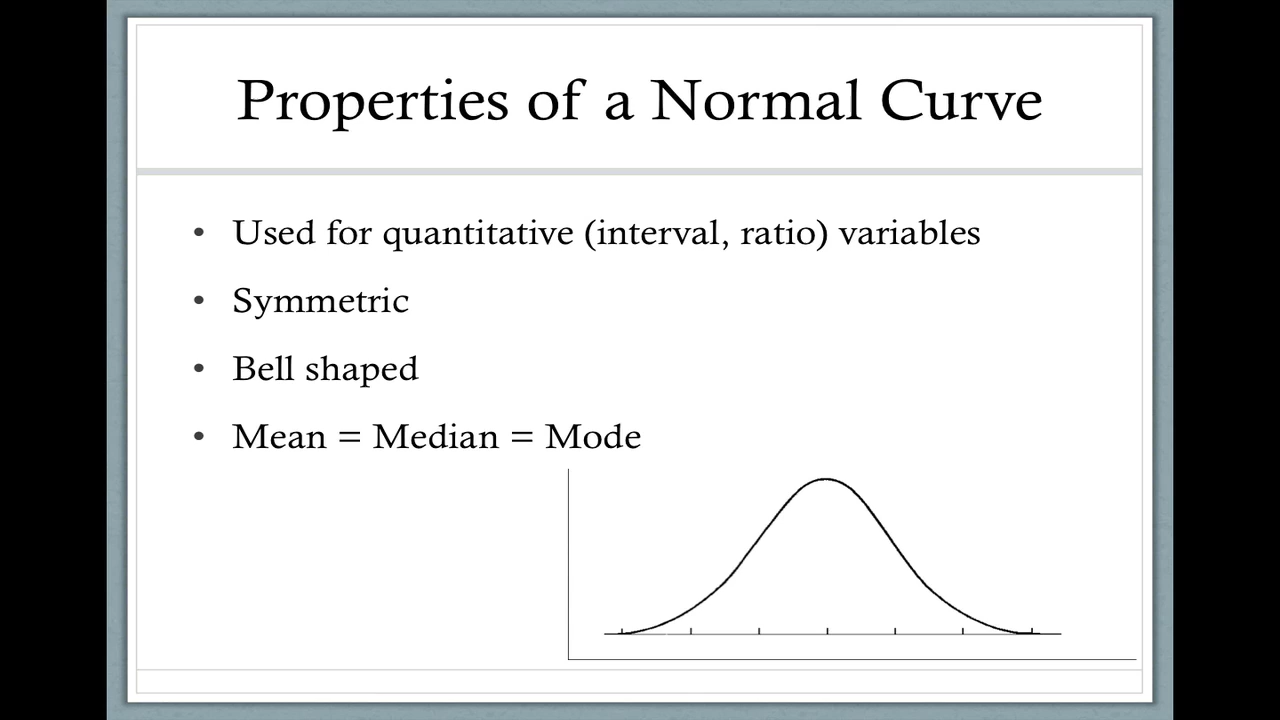 Properties of a Normal Curve
• Used for quantitative (interval, ratio) variables
• Symmetric
• Bell shaped
• Mean = Median = Mode